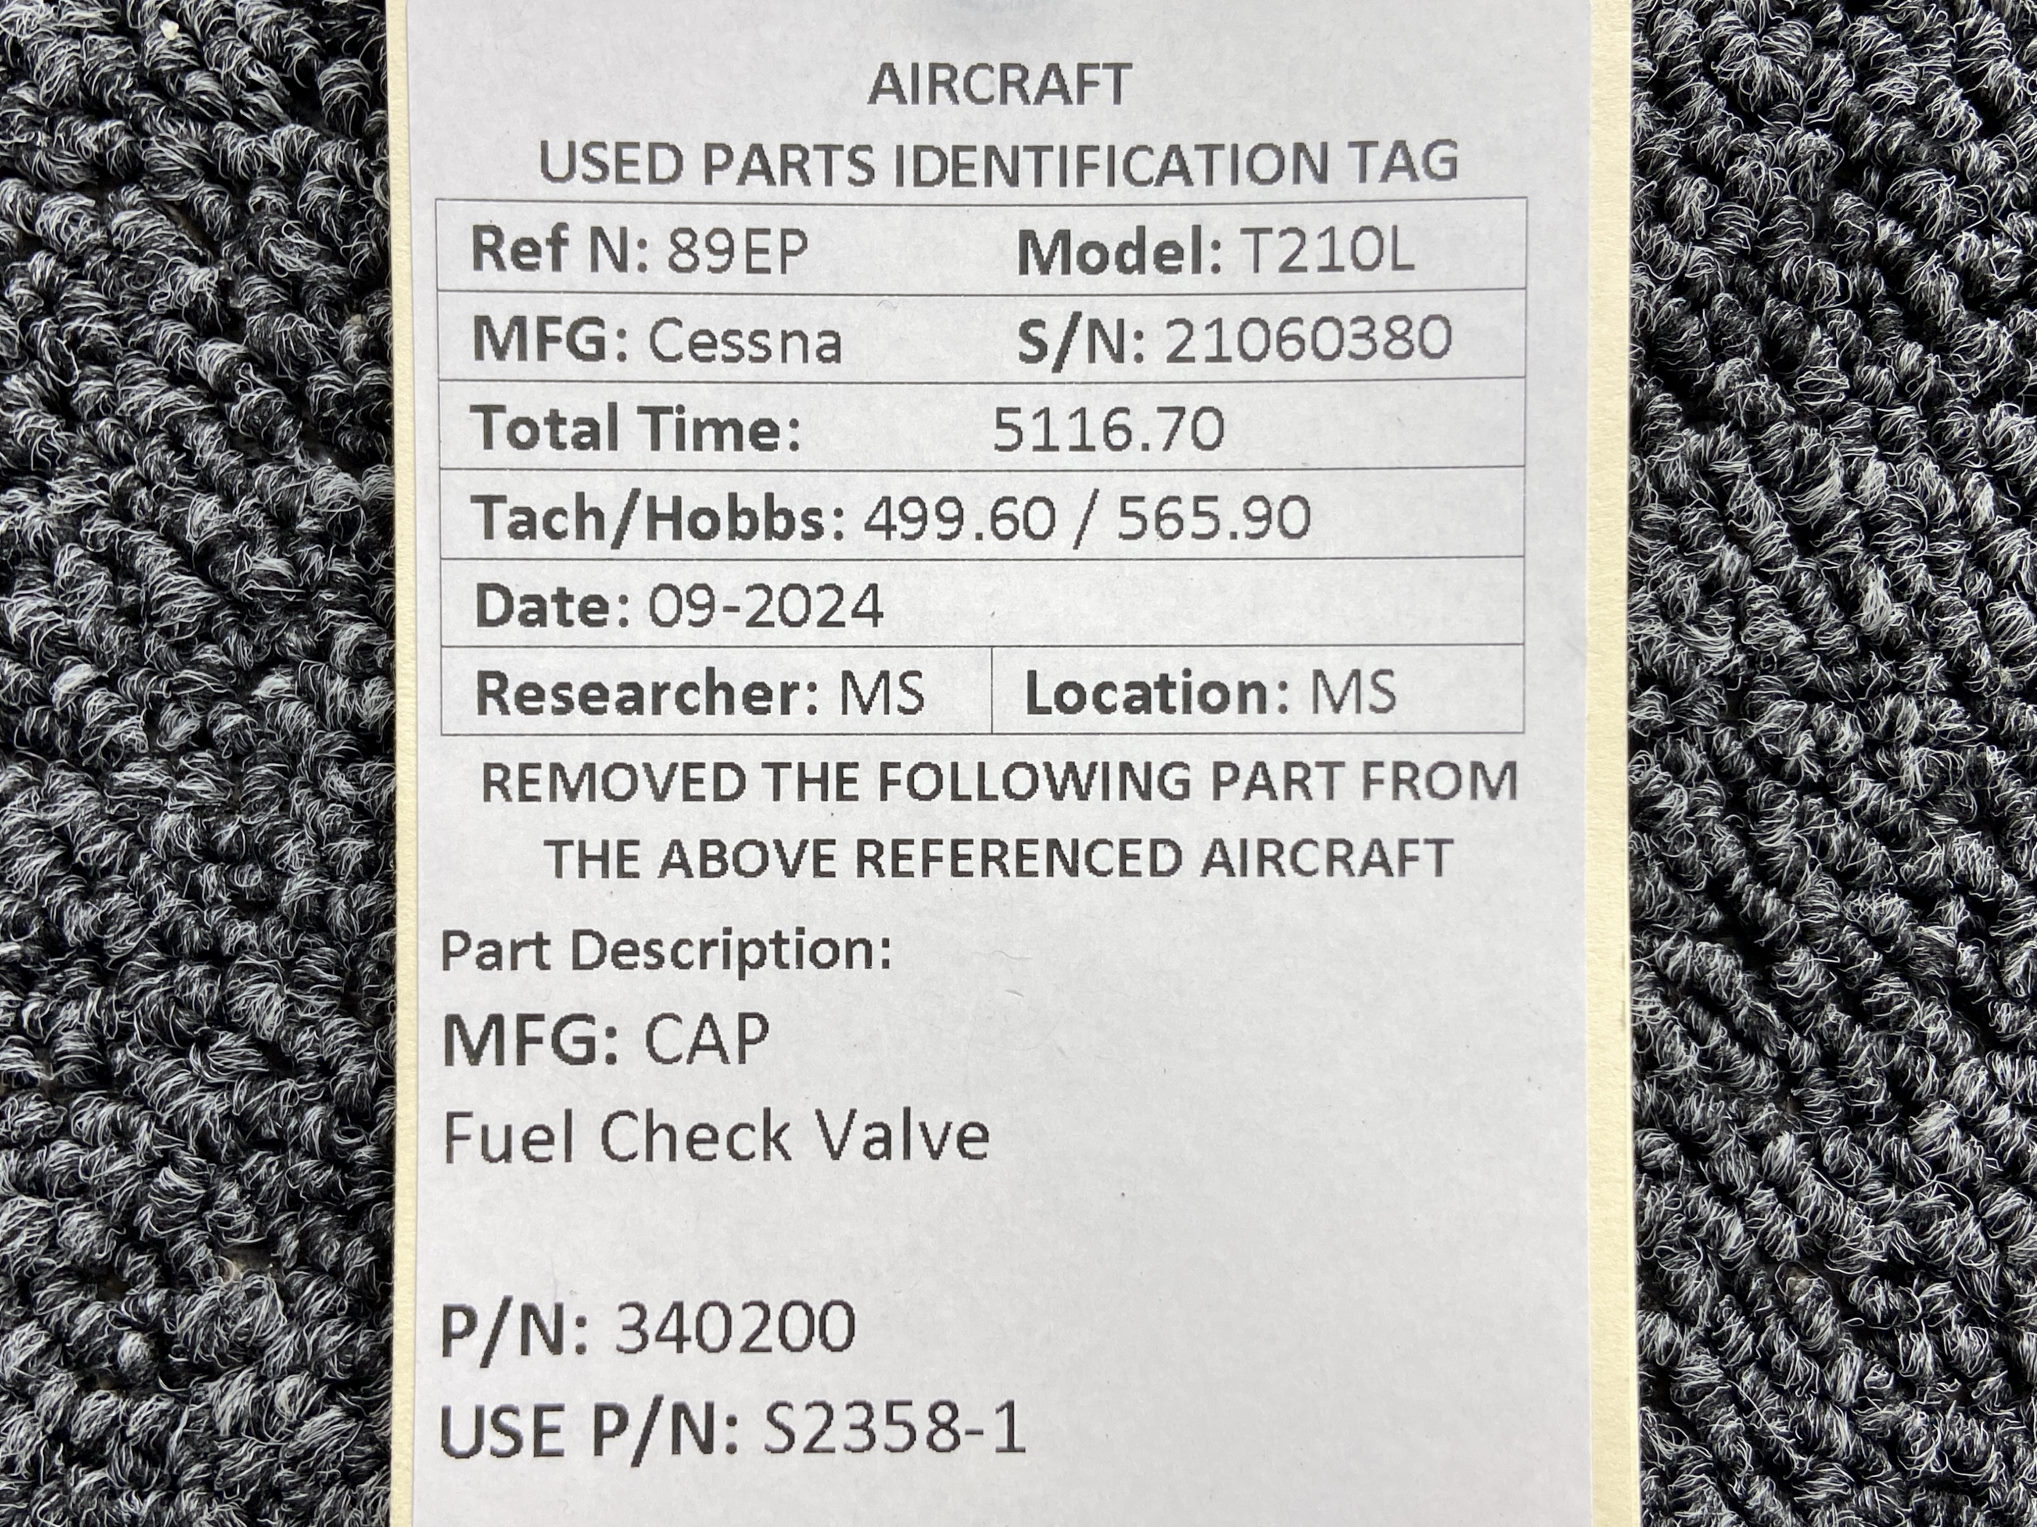 AIRCRAFT
USED PARTS IDENTIFICATION TAG
Ref N: 89EP Model: T210L
MFG: Cessna S/N: 21060380
Total Time: 5116.70
Tach/Hobbs: 499.60 / 565.90
Date: 09-2024
Researcher: MS Location: MS
REMOVED THE FOLLOWING PART FROM
THE ABOVE REFERENCED AIRCRAFT
Part Description:
MFG: CAP
Fuel Check Valve
P/N: 340200
USE P/N: S2358-1